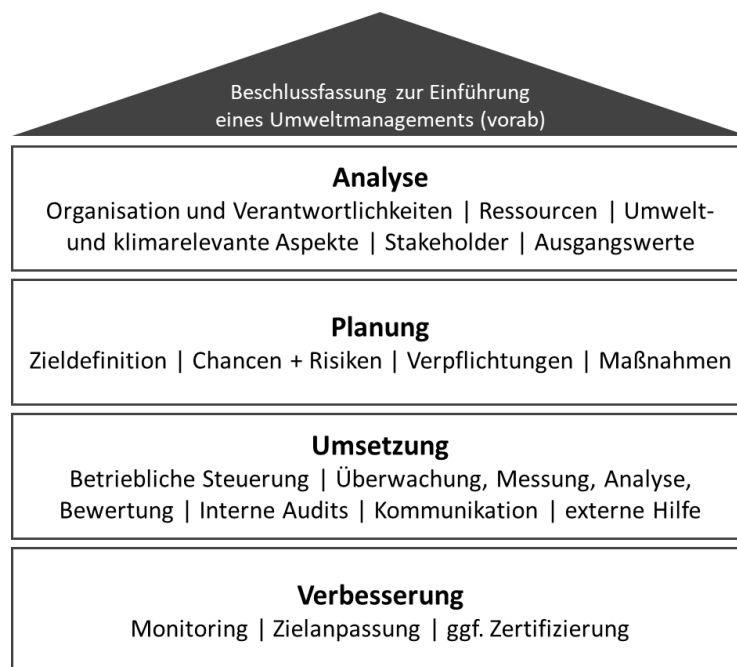 Beschlussfassung zur Einführung
eines Umweltmanagements (vorab)
Analyse
Organisation und Verantwortlichkeiten | Ressourcen | Umwelt-
und klimarelevante Aspekte | Stakeholder | Ausgangswerte
Planung
Zieldefinition | Chancen + Risiken | Verpflichtungen | Maßnahmen
Umsetzung
Betriebliche Steuerung | Überwachung, Messung, Analyse,
Bewertung | Interne Audits | Kommunikation | externe Hilfe
Verbesserung
Monitoring | Zielanpassung | ggf. Zertifizierung